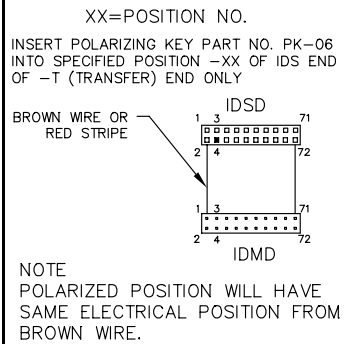 XX=POSITION NO.
INSERT POLARIZING KEY PART NO. PK-06
INTO SPECIFIED POSITION -XX OF IDS END
OF -T (TRANSFER) END ONLY
IDSD
BROWN WIRE OR
RED STRIPE
1 3 71
2 4 72
1 3 71
2 4 72
IDMD
NOTE
POLARIZED POSITION WILL HAVE
SAME ELECTRICAL POSITION FROM
BROWN WIRE.